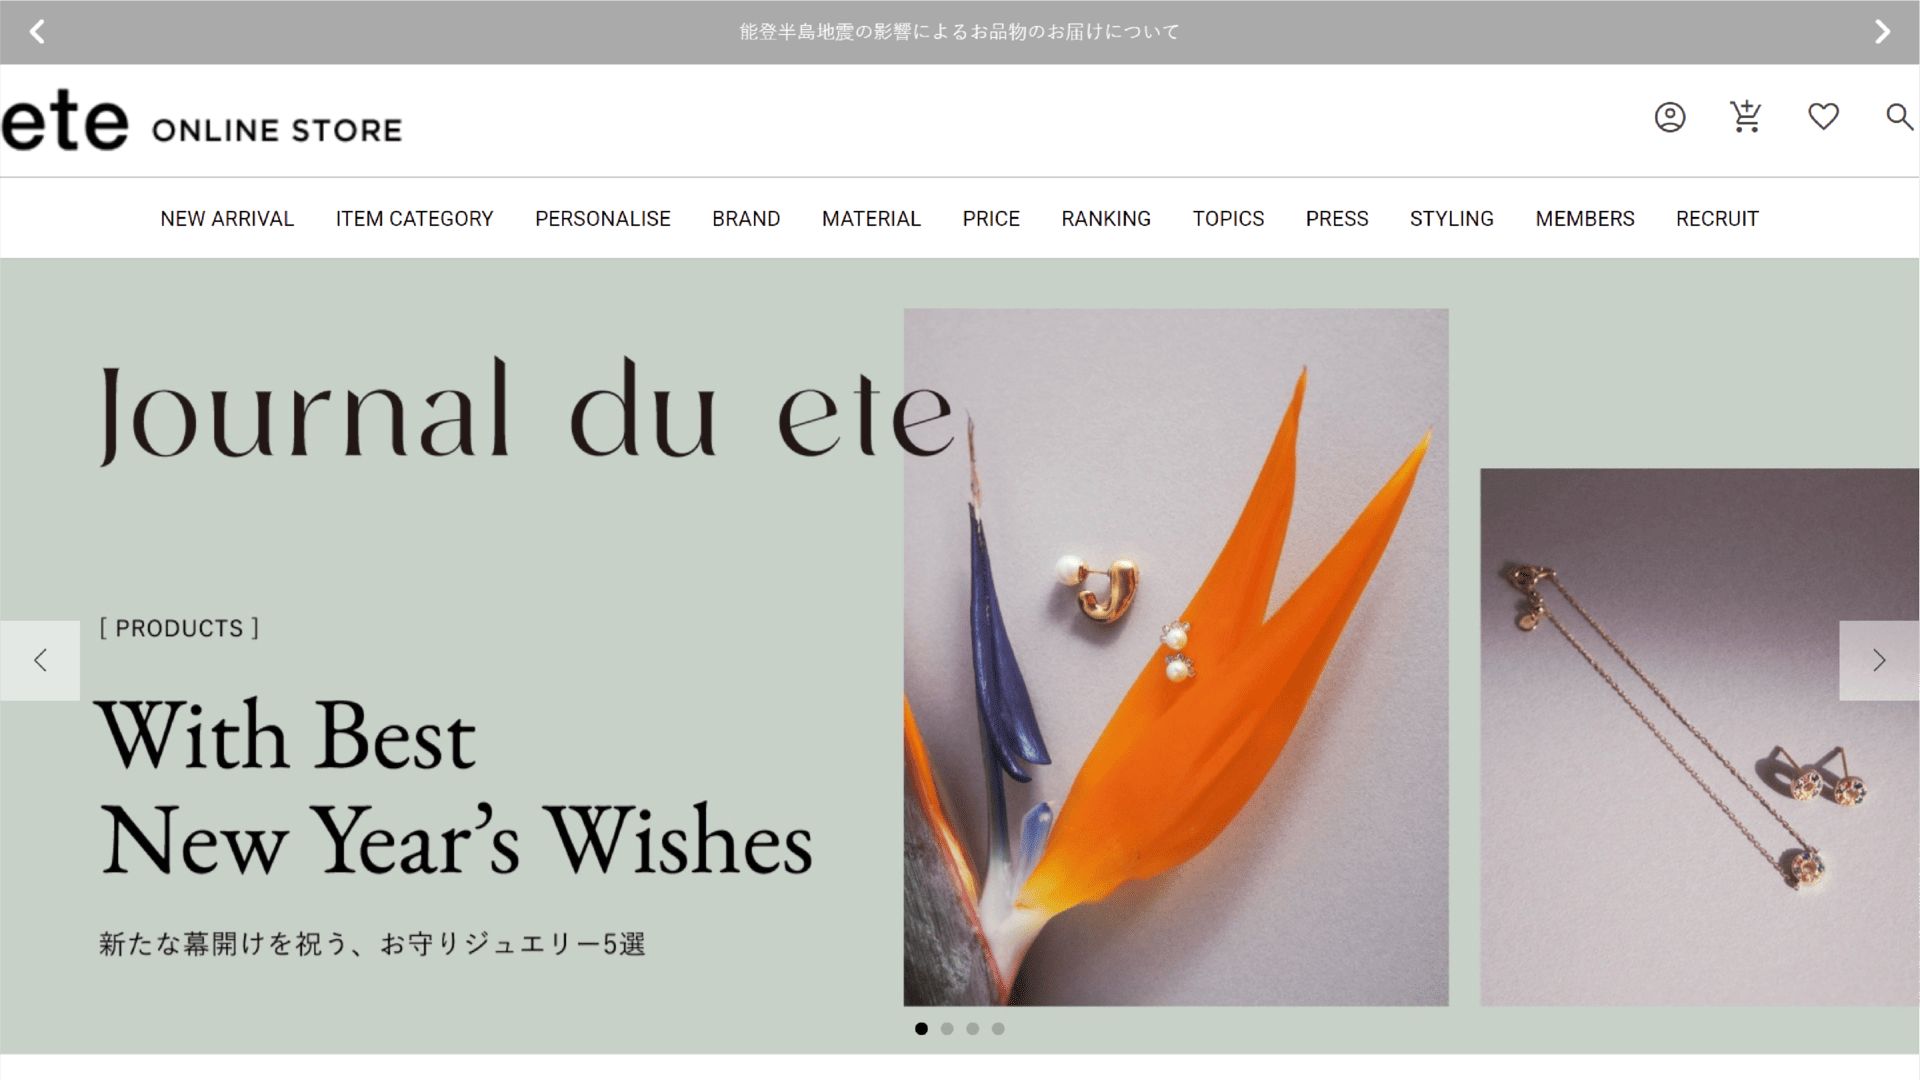 能登半島地震の影響によるお品物のお届けについて
ete ONLINE STORE
NEW ARRIVAL ITEM CATEGORY PERSONALISE BRAND MATERIAL PRICE RANKING TOPICS PRESS STYLING MEMBERS RECRUIT
Journal du ete
[ PRODUCTS ]
With Best
New Year’s Wishes
新たな幕開けを祝う、お守りジュエリー5選